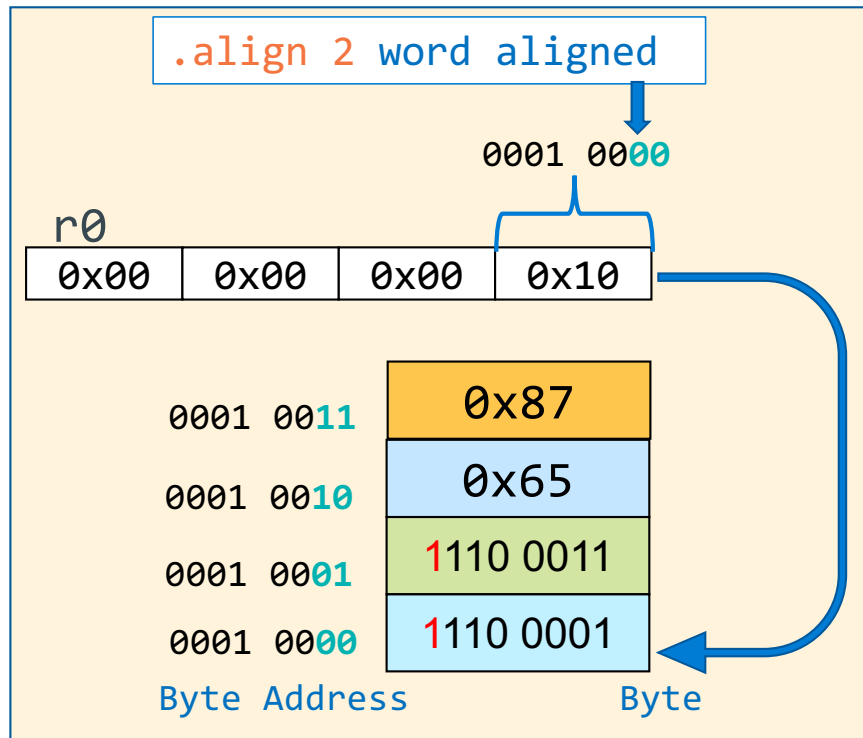 .align 2 word aligned
0001 0000
r0
0x00 0x00 0x00 0x10
0001 0011 0x87
0001 0010 0x65
0001 0001 1110 0011
0001 0000 1110 0001
Byte Address Byte